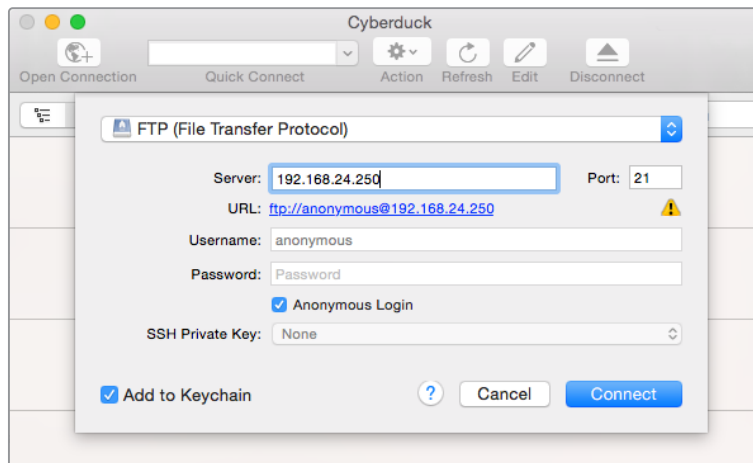 Cyberduck
Open Connection Quick Connect Action Refresh Edit Disconnect
FTP (File Transfer Protocol)
Server: 192.168.24.250 Port: 21
URL: ftp://anonymous@192.168.24.250
Username: anonymous
Password: Password
Anonymous Login
SSH Private Key: None
Add to Keychain ? Cancel Connect